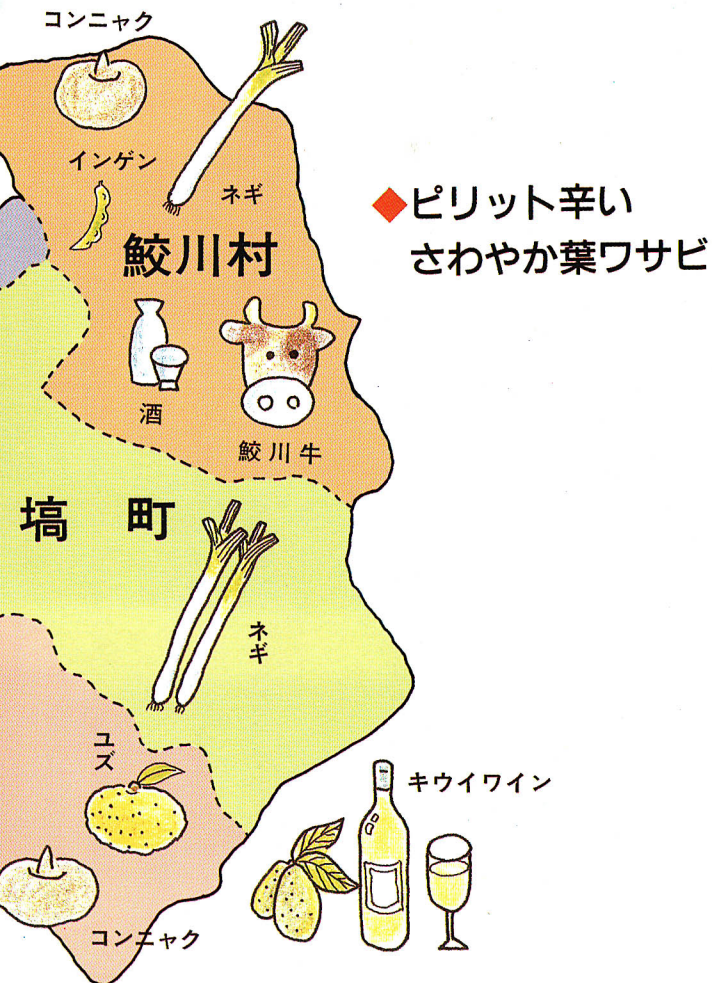 コンニャク
インゲン
ネギ
鮫川村
◆ピリット辛い
さわやか葉ワサビ
酒
鮫川牛
塙町
ネギ
ユズ
キウイワイン
コンニャク